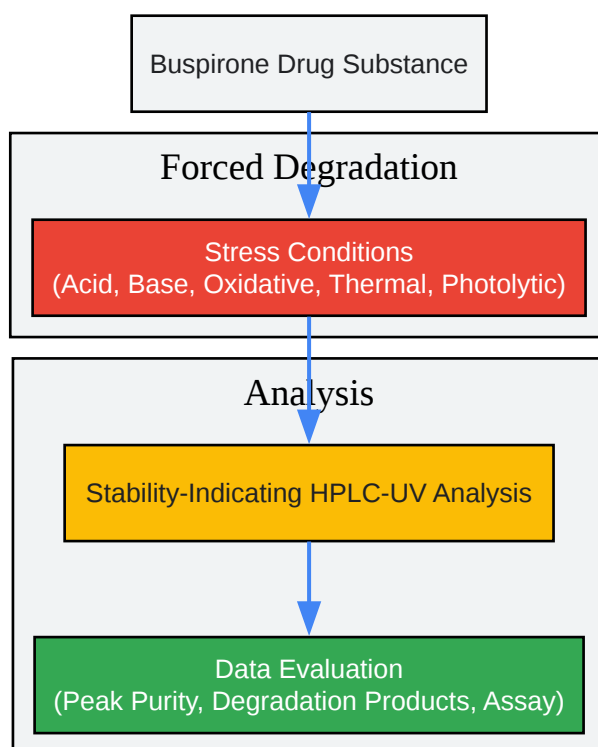 Buspirone Drug Substance
Forced Degradation
Stress Conditions
(Acid, Base, Oxidative, Thermal, Photolytic)
Analysis
Stability-Indicating HPLC-UV Analysis
Data Evaluation
(Peak Purity, Degradation Products, Assay)